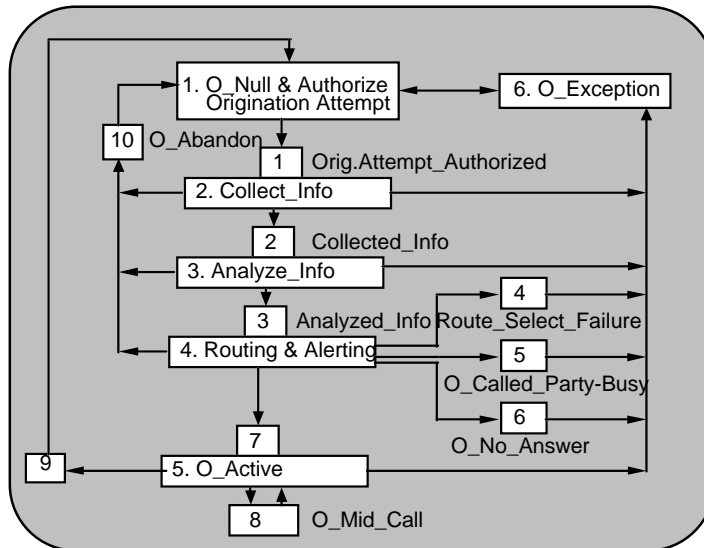 1. O_Null & Authorize
Origination Attempt
6. O_Exception
10
O_Abandon
1
Orig.Attempt_Authorized
2. Collect_Info
2
Collected_Info
3. Analyze_Info
4
3
Analyzed_Info
Route_Select_Failure
4. Routing & Alerting
5
O_Called_Party-Busy
6
O_No_Answer
7
9
5. O_Active
8
O_Mid_Call